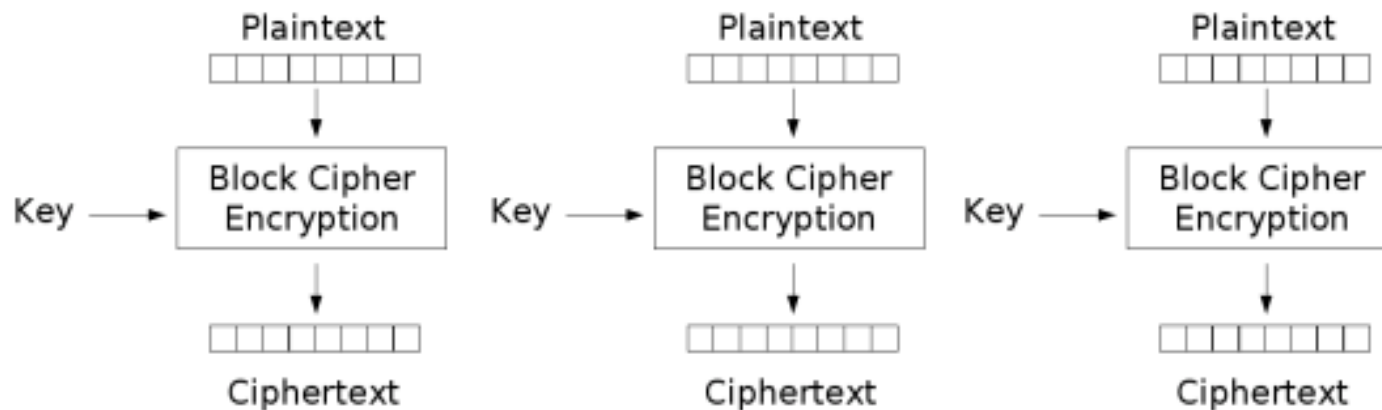 Plaintext
Plaintext
Plaintext
Key
Block Cipher
Encryption
Key
Block Cipher
Encryption
Key
Block Cipher
Encryption
Ciphertext
Ciphertext
Ciphertext